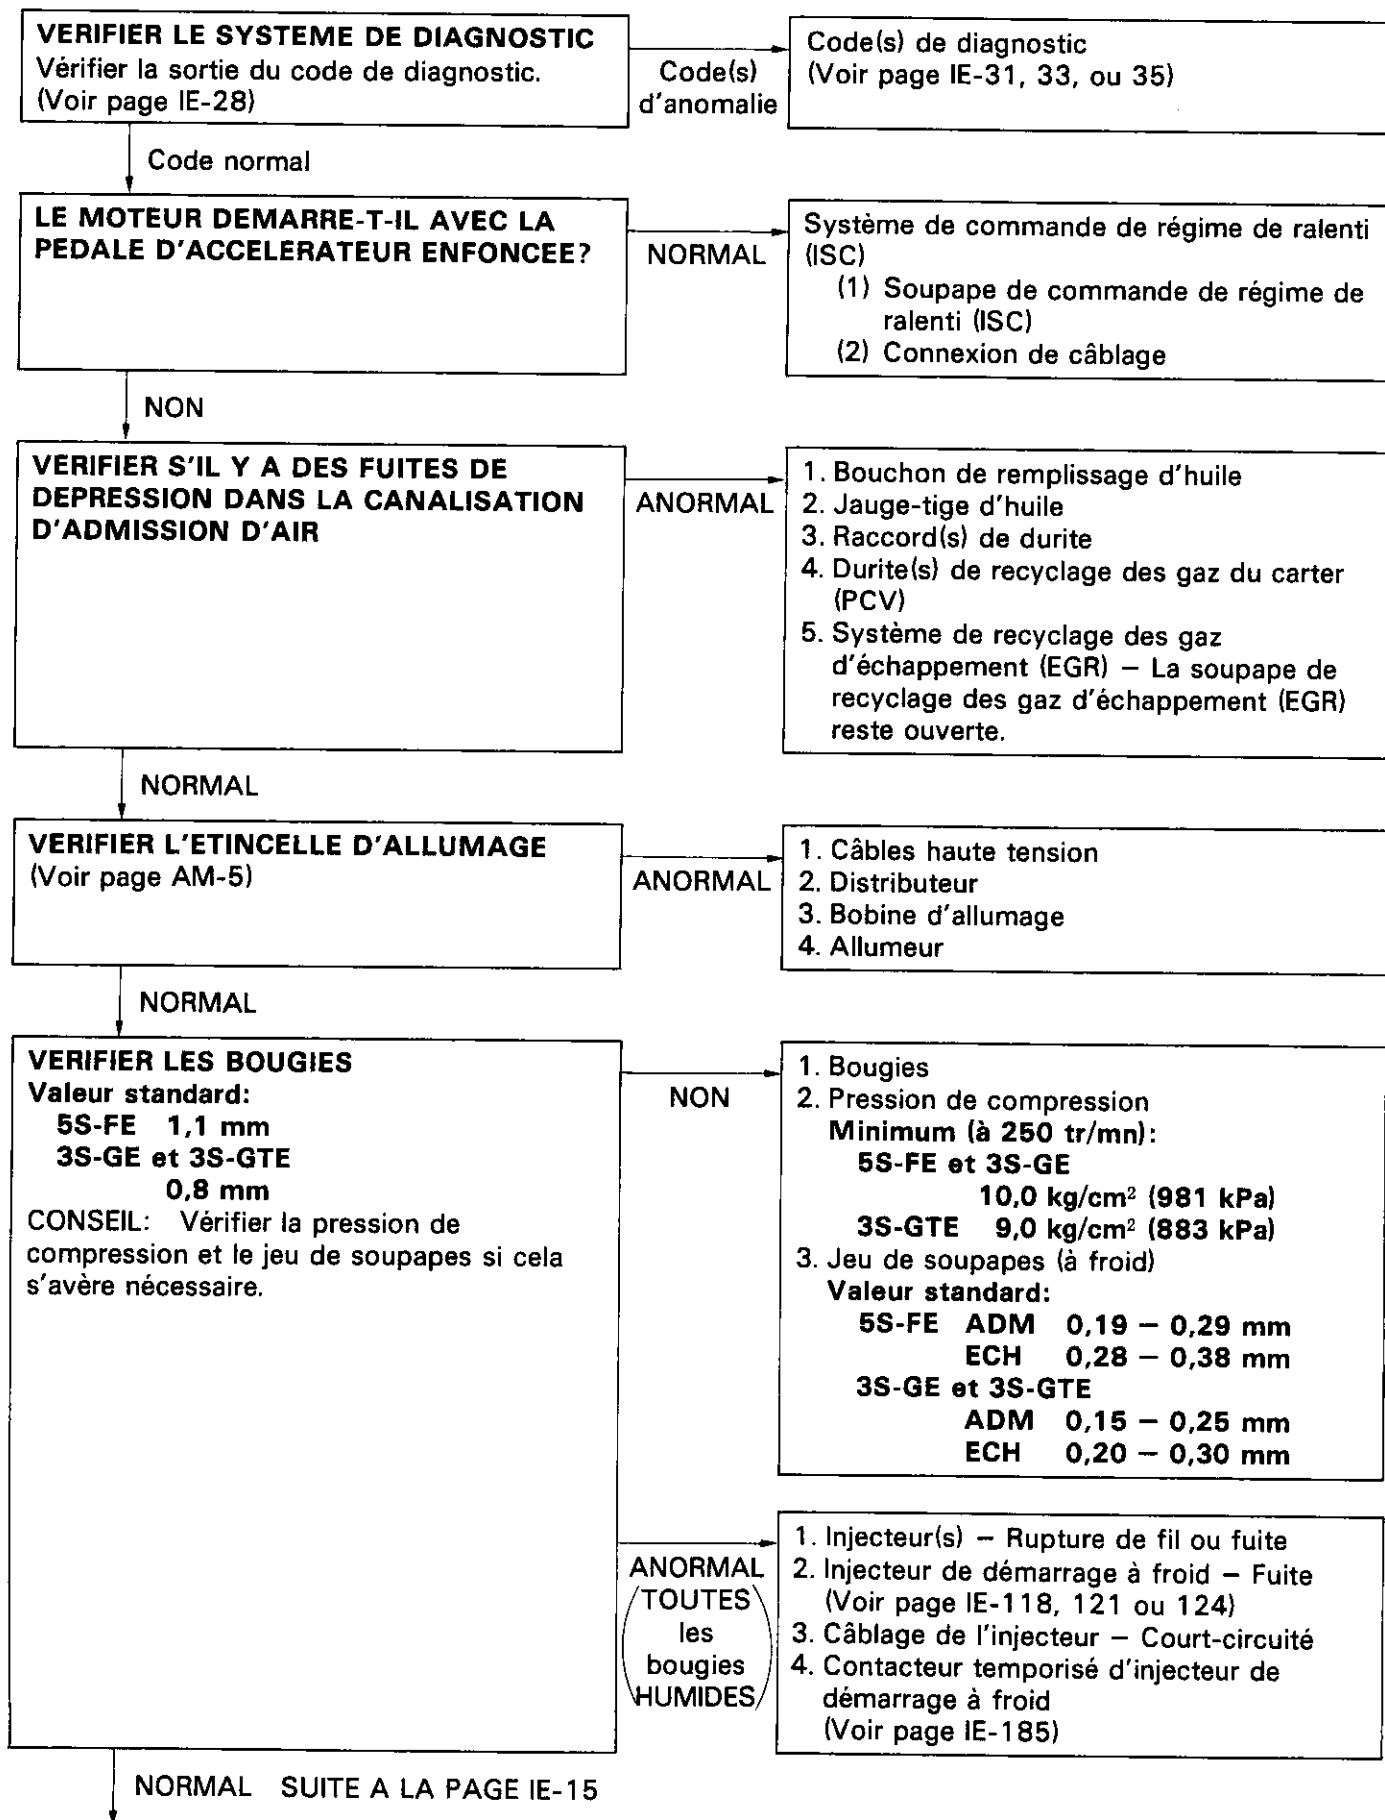 VERIFIER LE SYSTEME DE DIAGNOSTIC
Vérifier la sortie du code de diagnostic.
(Voir page IE-28)
Code(s)
d'anomalie
Code(s) de diagnostic
(Voir page IE-31, 33, ou 35)
Code normal
LE MOTEUR DEMARRE-T-IL AVEC LA
PEDALE D'ACCELERATEUR ENFONCEE?
NORMAL
Système de commande de régime de ralenti
(ISC)
(1) Soupape de commande de régime de
ralenti (ISC)
(2) Connexion de câblage
NON
VERIFIER S'IL Y A DES FUITES DE
DEPRESSION DANS LA CANALISATION
D'ADMISSION D'AIR
ANORMAL
1. Bouchon de remplissage d'huile
2. Jauge-tige d'huile
3. Raccord(s) de durite
4. Durite(s) de recyclage des gaz du carter
(PCV)
5. Système de recyclage des gaz
d'échappement (EGR) — La soupape de
recyclage des gaz d'échappement (EGR)
reste ouverte.
NORMAL
VERIFIER L'ETINCELLE D'ALLUMAGE
(Voir page AM-5)
ANORMAL
1. Câbles haute tension
2. Distributeur
3. Bobine d'allumage
4. Allumeur
NORMAL
VERIFIER LES BOUGIES
Valeur standard:
5S-FE 1,1 mm
3S-GE et 3S-GTE
0,8 mm
CONSEIL: Vérifier la pression de
compression et le jeu de soupapes si cela
s'avère nécessaire.
NON
1. Bougies
2. Pression de compression
Minimum (à 250 tr/mn):
5S-FE et 3S-GE
10,0 kg/cm² (981 kPa)
3S-GTE 9,0 kg/cm² (883 kPa)
3. Jeu de soupapes (à froid)
Valeur standard:
5S-FE ADM 0,19 — 0,29 mm
ECH 0,28 — 0,38 mm
3S-GE et 3S-GTE
ADM 0,15 — 0,25 mm
ECH 0,20 — 0,30 mm
ANORMAL
(TOUTES
les
bougies
HUMIDES)
1. Injecteur(s) — Rupture de fil ou fuite
2. Injecteur de démarrage à froid — Fuite
(Voir page IE-118, 121 ou 124)
3. Câblage de l'injecteur — Court-circuité
4. Contacteur temporisé d'injecteur de
démarrage à froid
(Voir page IE-185)
NORMAL SUITE A LA PAGE IE-15